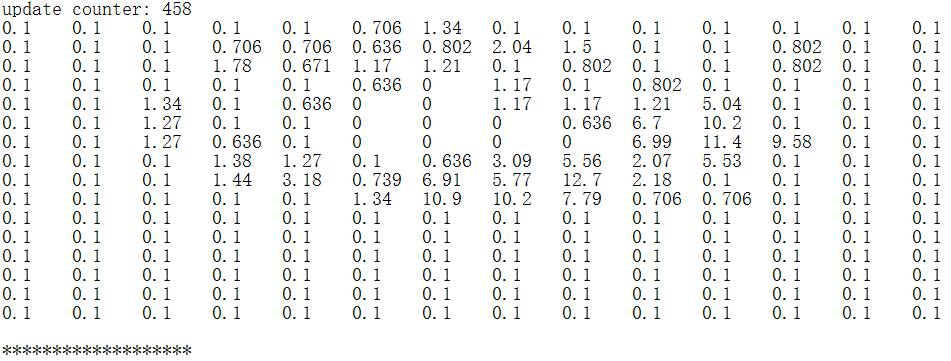 update counter: 458
0.1 0.1 0.1 0.1 0.1 0.706 1.34 0.1 0.1 0.1 0.1 0.1 0.1 0.1
0.1 0.1 0.1 0.706 0.706 0.636 0.802 2.04 1.5 0.1 0.1 0.802 0.1 0.1
0.1 0.1 0.1 1.78 0.671 1.17 1.21 0.1 0.802 0.1 0.1 0.802 0.1 0.1
0.1 0.1 0.1 0.1 0.1 0.636 0 1.17 0.1 0.802 0.1 0.1 0.1 0.1
0.1 0.1 1.34 0.1 0.636 0 0 1.17 1.17 1.21 5.04 0.1 0.1 0.1
0.1 0.1 1.27 0.1 0.1 0 0 0 0.636 6.7 10.2 0.1 0.1 0.1
0.1 0.1 1.27 0.636 0.1 0 0 0 0 6.99 11.4 9.58 0.1 0.1
0.1 0.1 0.1 1.38 1.27 0.1 0.636 3.09 5.56 2.07 5.53 0.1 0.1 0.1
0.1 0.1 0.1 1.44 3.18 0.739 6.91 5.77 12.7 2.18 0.1 0.1 0.1 0.1
0.1 0.1 0.1 0.1 0.1 1.34 10.9 10.2 7.79 0.706 0.706 0.1 0.1 0.1
0.1 0.1 0.1 0.1 0.1 0.1 0.1 0.1 0.1 0.1 0.1 0.1 0.1 0.1
0.1 0.1 0.1 0.1 0.1 0.1 0.1 0.1 0.1 0.1 0.1 0.1 0.1 0.1
0.1 0.1 0.1 0.1 0.1 0.1 0.1 0.1 0.1 0.1 0.1 0.1 0.1 0.1
0.1 0.1 0.1 0.1 0.1 0.1 0.1 0.1 0.1 0.1 0.1 0.1 0.1 0.1
0.1 0.1 0.1 0.1 0.1 0.1 0.1 0.1 0.1 0.1 0.1 0.1 0.1 0.1
0.1 0.1 0.1 0.1 0.1 0.1 0.1 0.1 0.1 0.1 0.1 0.1 0.1 0.1
*******************